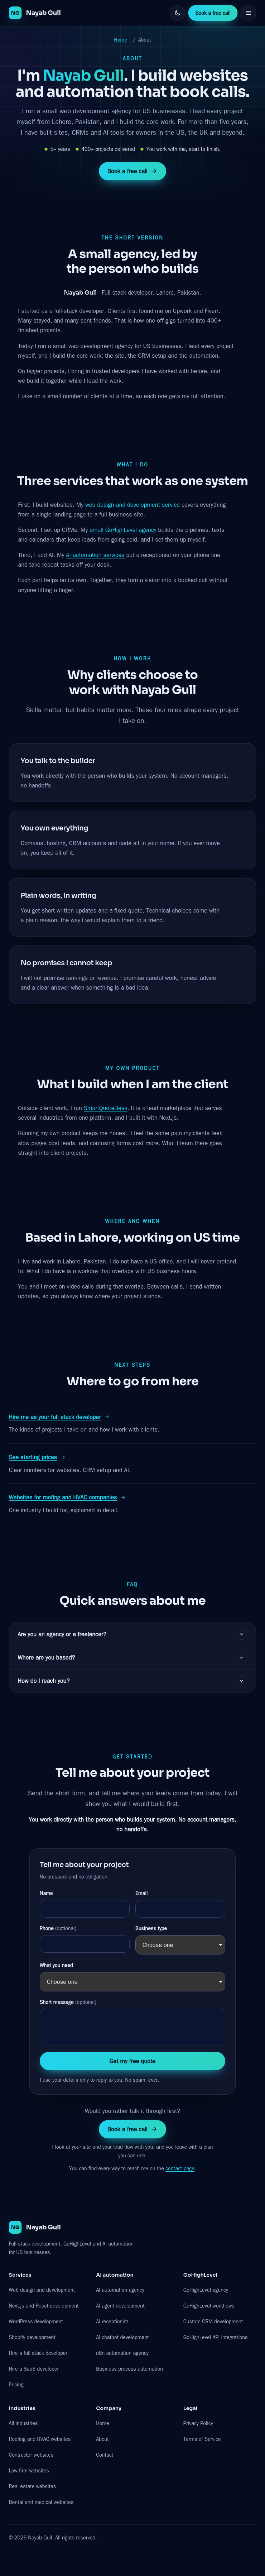 NG Nayab Gull
Book a free call
Home / About
ABOUT
I'm Nayab Gull. I build websites
and automation that book calls.
I run a small web development agency for US businesses. I lead every project
myself from Lahore, Pakistan, and I build the core work. For more than five years,
I have built sites, CRMs and AI tools for owners in the US, the UK and beyond.
5+ years
400+ projects delivered
You work with me, start to finish.
Book a free call →
THE SHORT VERSION
A small agency, led by
the person who builds
Nayab Gull · Full-stack developer, Lahore, Pakistan.
I started as a full-stack developer. Clients first found me on Upwork and Fiverr.
Many stayed, and many sent friends. That is how one-off gigs turned into 400+
finished projects.
Today I run a small web development agency for US businesses. I lead every project
myself, and I build the core work: the site, the CRM setup and the automation.
On bigger projects, I bring in trusted developers I have worked with before, and
we build it together while I lead the work.
I take on a small number of clients at a time, so each one gets my full attention.
WHAT I DO
Three services that work as one system
First, I build websites. My web design and development service covers everything
from a single landing page to a full business site.
Second, I set up CRMs. My small GoHighLevel agency builds the pipelines, texts
and calendars that keep leads from going cold, and I set them up myself.
Third, I add AI. My AI automation services put a receptionist on your phone line
and take repeat tasks off your desk.
Each part helps on its own. Together, they turn a visitor into a booked call without
anyone lifting a finger.
HOW I WORK
Why clients choose to
work with Nayab Gull
Skills matter, but habits matter more. These four rules shape every project
I take on.
You talk to the builder
You work directly with the person who builds your system. No account managers,
no handoffs.
You own everything
Domains, hosting, CRM accounts and code sit in your name. If you ever move
on, you keep all of it.
Plain words, in writing
You get short written updates and a fixed quote. Technical choices come with
a plain reason, the way I would explain them to a friend.
No promises I cannot keep
I will not promise rankings or revenue. I promise careful work, honest advice
and a clear answer when something is a bad idea.
MY OWN PRODUCT
What I build when I am the client
Outside client work, I run SmartQuoteDesk. It is a lead marketplace that serves
several industries from one platform, and I built it with Next.js.
Running my own product keeps me honest. I feel the same pain my clients feel:
slow pages cost leads, and confusing forms cost more. What I learn there goes
straight into client projects.
WHERE AND WHEN
Based in Lahore, working on US time
I live and work in Lahore, Pakistan. I do not have a US office, and I will never pretend
to. What I do have is a workday that overlaps with US business hours.
You and I meet on video calls during that overlap. Between calls, I send written
updates, so you always know where your project stands.
NEXT STEPS
Where to go from here
Hire me as your full stack developer →
The kinds of projects I take on and how I work with clients.
See starting prices →
Clear numbers for websites, CRM setup and AI.
Websites for roofing and HVAC companies →
One industry I build for, explained in detail.
FAQ
Quick answers about me
Are you an agency or a freelancer?
Where are you based?
How do I reach you?
GET STARTED
Tell me about your project
Send the short form, and tell me where your leads come from today. I will
show you what I would build first.
You work directly with the person who builds your system. No account managers,
no handoffs.
Tell me about your project
No pressure and no obligation.
Name
Email
Phone (optional)
Business type
Choose one
What you need
Choose one
Short message (optional)
Get my free quote
I use your details only to reply to you. No spam, ever.
Would you rather talk it through first?
Book a free call →
I look at your site and your lead flow with you, and you leave with a plan
you can use.
You can find every way to reach me on the contact page.
NG Nayab Gull
Full-stack development, GoHighLevel and AI automation
for US businesses.
Services
Web design and development
Next.js and React development
WordPress development
Shopify development
Hire a full stack developer
Hire a SaaS developer
Pricing
AI automation
AI automation agency
AI agent development
AI receptionist
AI chatbot development
n8n automation agency
Business process automation
GoHighLevel
GoHighLevel agency
GoHighLevel workflows
Custom CRM development
GoHighLevel API integrations
Industries
All industries
Roofing and HVAC websites
Contractor websites
Law firm websites
Real estate websites
Dental and medical websites
Company
Home
About
Contact
Legal
Privacy Policy
Terms of Service
© 2026 Nayab Gull. All rights reserved.